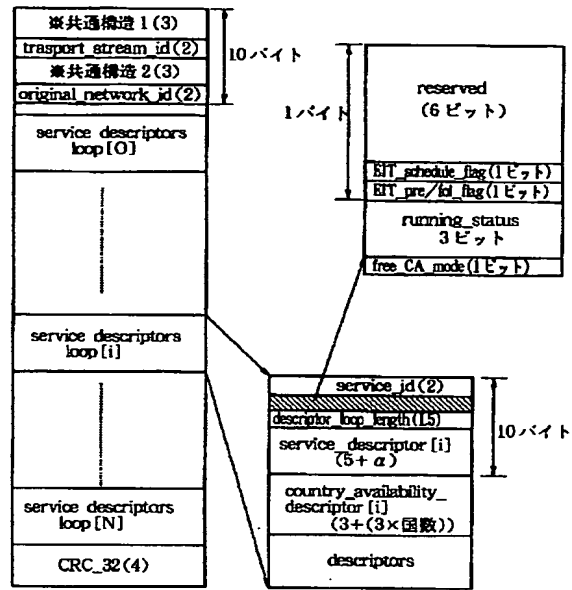 ※共通構造1(3)
trasport_stream_id(2)
※共通構造2(3)
original_network_id(2)
10バイト
service descriptors
loop[0]
service descriptors
loop[i]
service descriptors
loop[N]
CRC_32(4)
1バイト
reserved
(6ビット)
EIT_schedule_flag(1ビット)
EIT_pre/fol_flag(1ビット)
running_status
3ビット
free_CA_mode(1ビット)
service_id(2)
descriptor_loop_length(1.5)
service_descriptor[i]
(5+α)
10バイト
country_availability_
descriptor[i]
(3+(3×国数))
descriptors